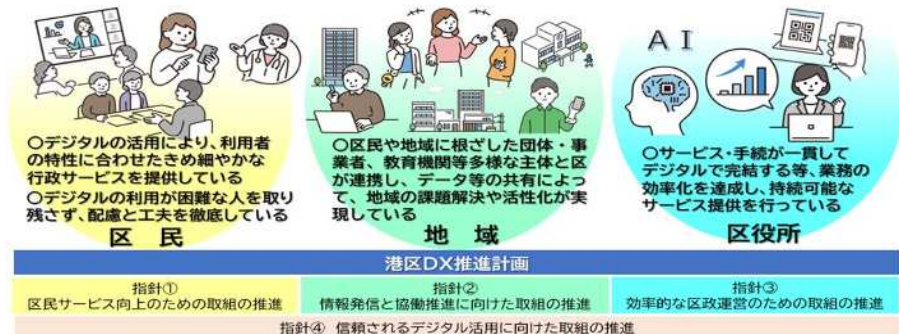 AI
○デジタルの活用により、利用者
の特性に合わせたきめ細やかな
行政サービスを提供している
○デジタルの利用が困難な人を取り
残さず、配慮と工夫を徹底している
区民
○区民や地域に根ざした団体・事
業者、教育機関等多様な主体と区
が連携し、データ等の共有によっ
て、地域の課題解決や活性化が実
現している
地域
○サービス・手続が一貫して
デジタルで完結する等、業務の
効率化を達成し、持続可能な
サービス提供を行っている
区役所
港区DX推進計画
指針①
区民サービス向上のための取組の推進
指針②
情報発信と協働推進に向けた取組の推進
指針③
効率的な区政運営のための取組の推進
指針④ 信頼されるデジタル活用に向けた取組の推進